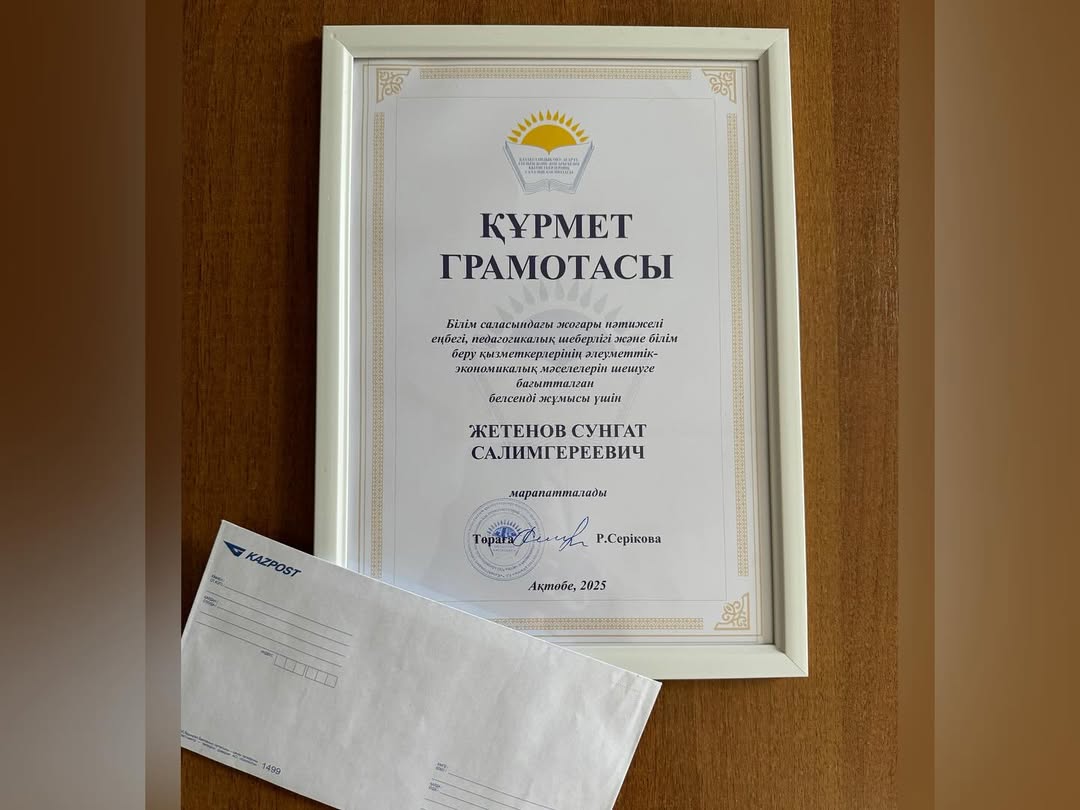 ҚҰРМЕТ
ГРАМОТАСЫ
Білім саласындағы жоғары нәтижелі
еңбегі, педагогикалық шеберлігі және білім
беру қызметкерлерінің әлеуметтік-
экономикалық мәселелерін шешуге
бағытталған
белсенді жұмысы үшін
ЖЕТЕНОВ СУНГАТ
САЛИМГЕРЕЕВИЧ
марапатталады
Төраға Р.Серікова
Ақтөбе, 2025
KAZPOST
1499